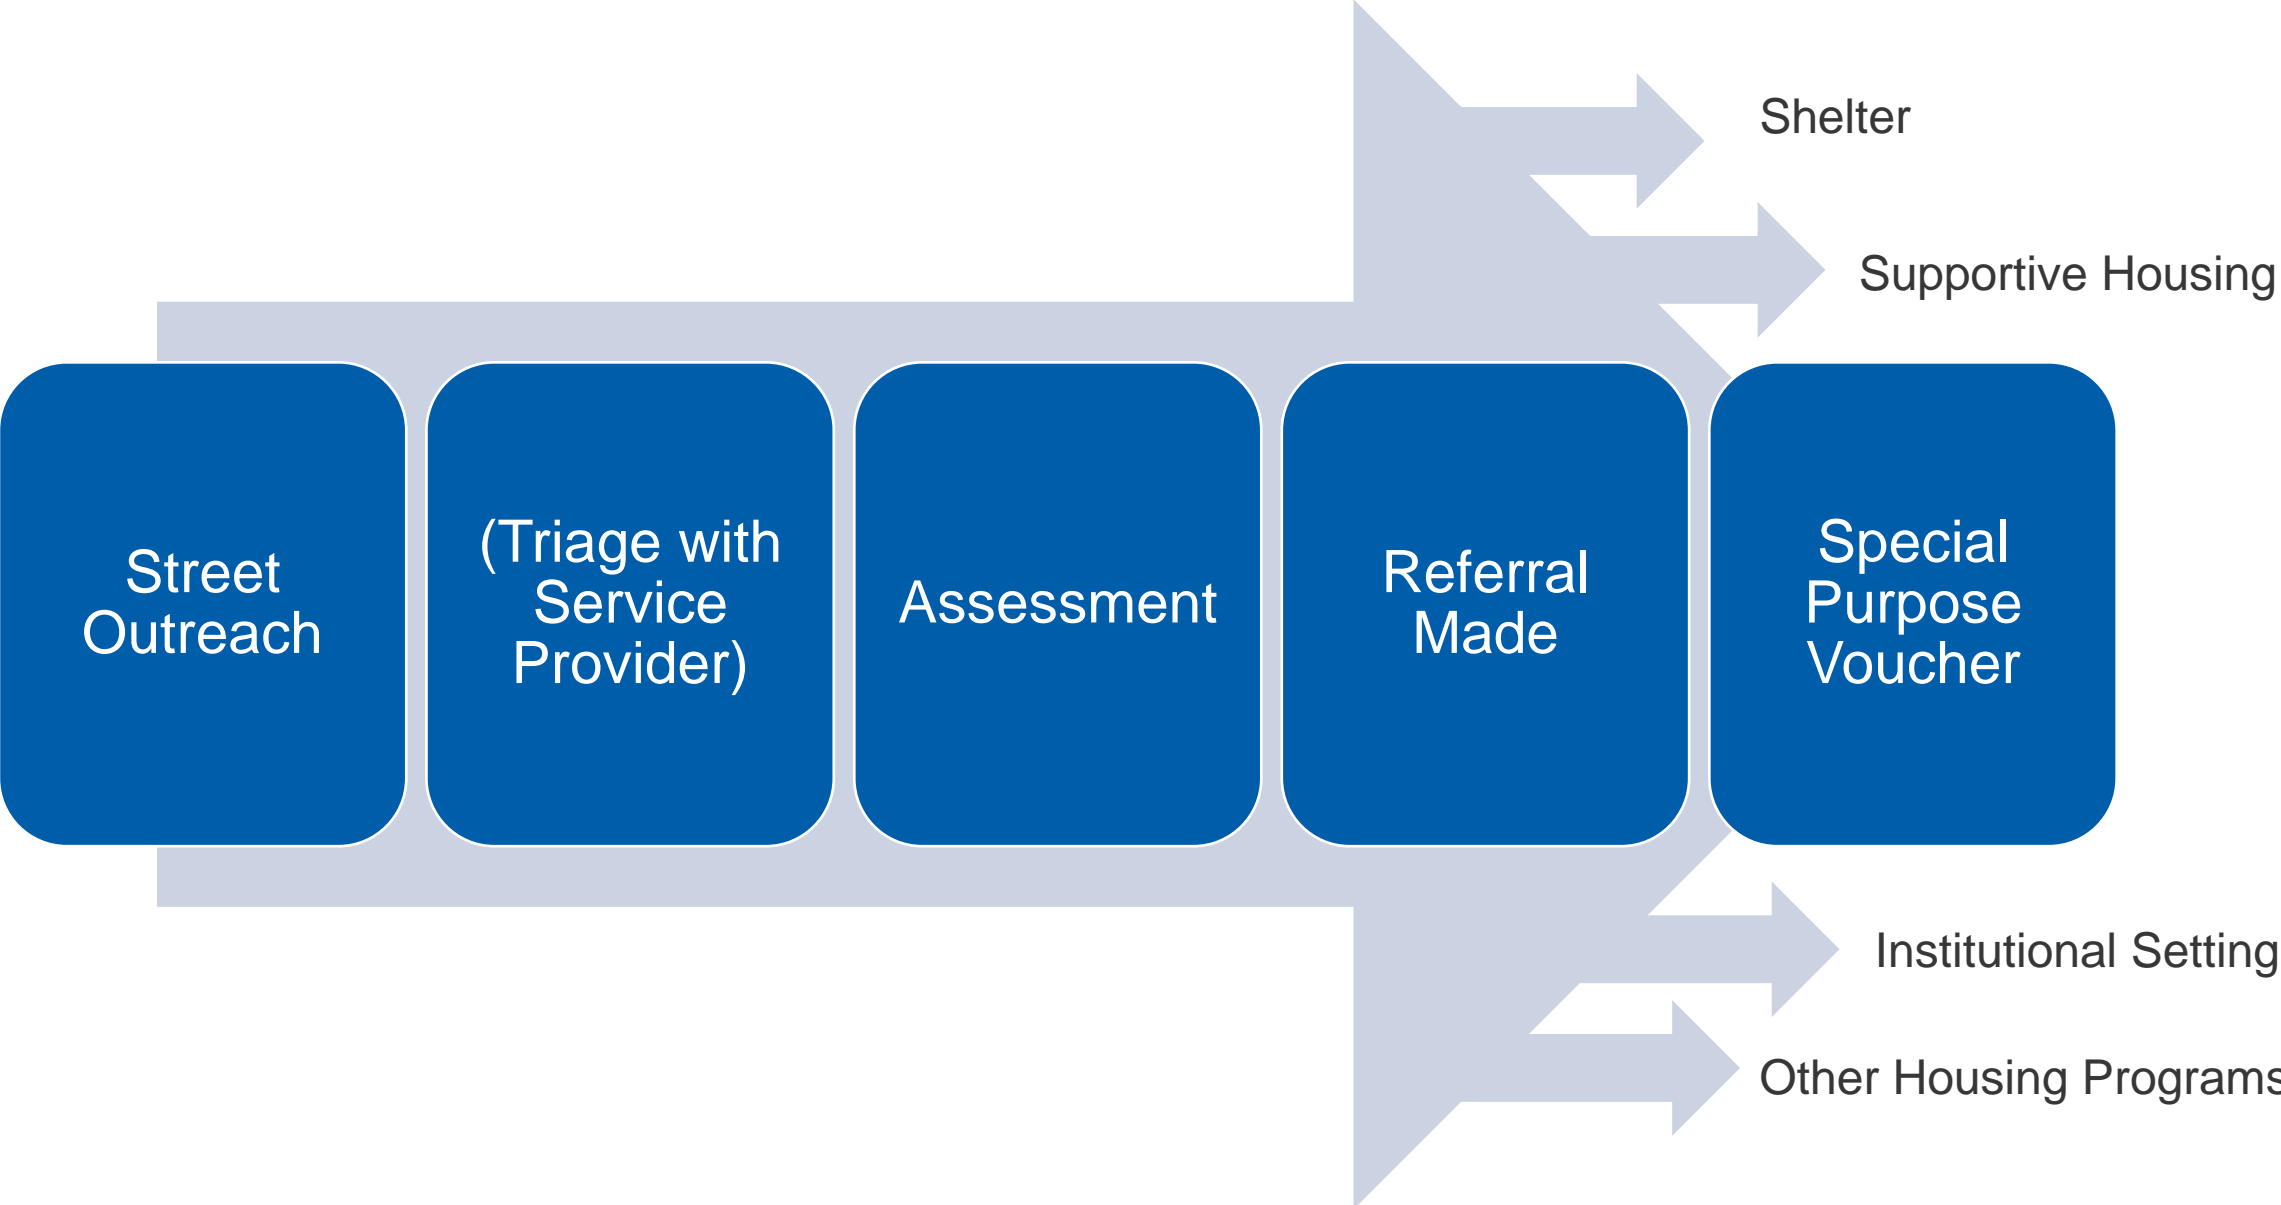 Shelter
Supportive Housing
Street
Outreach
(Triage with
Service
Provider)
Assessment
Referral
Made
Special
Purpose
Voucher
Institutional Setting
Other Housing Programs